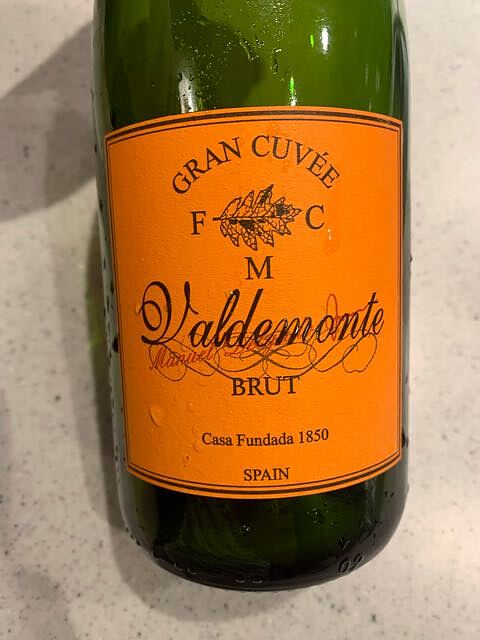 GRAN CUVÉE
F C
M
Valdemonte
Manuel
BRUT
Casa Fundada 1850
SPAIN